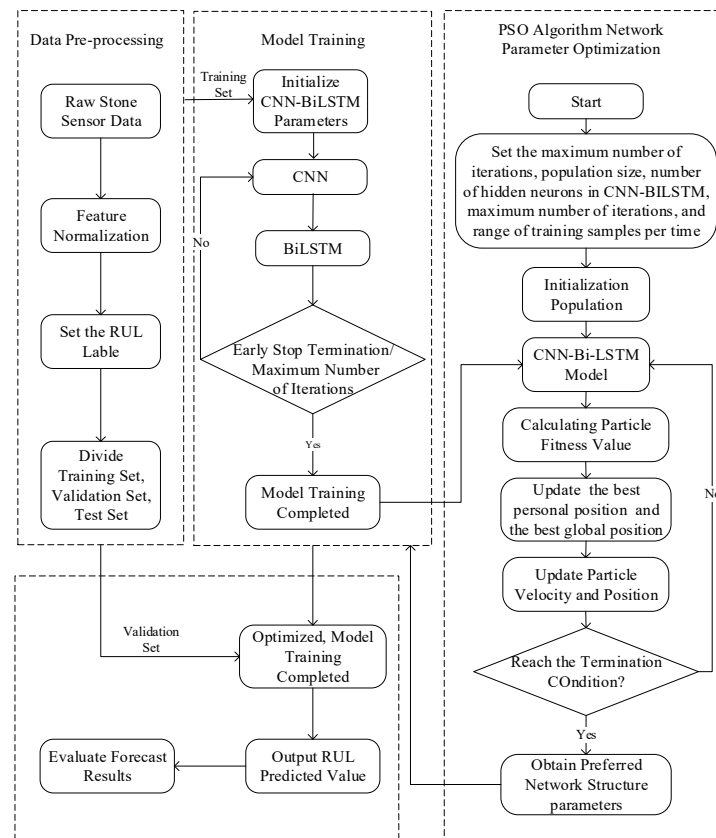 Data Pre-processing
Raw Stone
Sensor Data
Feature
Normalization
Set the RUL
Lable
Divide
Training Set,
Validation Set,
Test Set
Training
Set
Model Training
Initialize
CNN-BiLSTM
Parameters
CNN
BiLSTM
No
Early Stop Termination/
Maximum Number
of Iterations
Yes
Model Training
Completed
PSO Algorithm Network
Parameter Optimization
Start
Set the maximum number of
iterations, population size, number
of hidden neurons in CNN-BILSTM,
maximum number of iterations, and
range of training samples per time
Initialization
Population
CNN-Bi-LSTM
Model
Calculating Particle
Fitness Value
Update the best
personal position and
the best global position
No
Update Particle
Velocity and Position
Reach the Termination
COndition?
Yes
Obtain Preferred
Network Structure
parameters
Validation
Set
Optimized, Model
Training
Completed
Output RUL
Predicted Value
Evaluate Forecast
Results